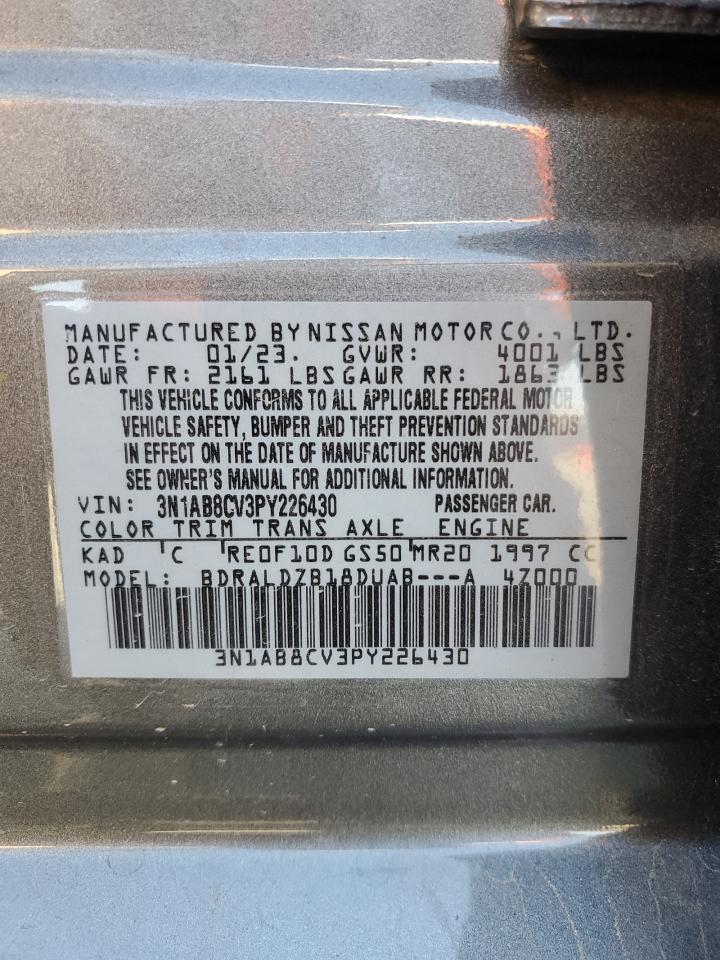 MANUFACTURED BY NISSAN MOTOR CO., LTD.
DATE: 01/23. GVWR: 4001 LBS
GAWR FR: 2161 LBS GAWR RR: 1863 LBS
THIS VEHICLE CONFORMS TO ALL APPLICABLE FEDERAL MOTOR
VEHICLE SAFETY, BUMPER AND THEFT PREVENTION STANDARDS
IN EFFECT ON THE DATE OF MANUFACTURE SHOWN ABOVE.
SEE OWNER'S MANUAL FOR ADDITIONAL INFORMATION.
VIN: 3N1AB8CV3PY226430 PASSENGER CAR.
COLOR TRIM TRANS AXLE ENGINE
KAD C RE0F10D GS50 MR20 1997 CC
MODEL: BDRALDZB18DUAB---A 4Z000
3N1AB8CV3PY226430